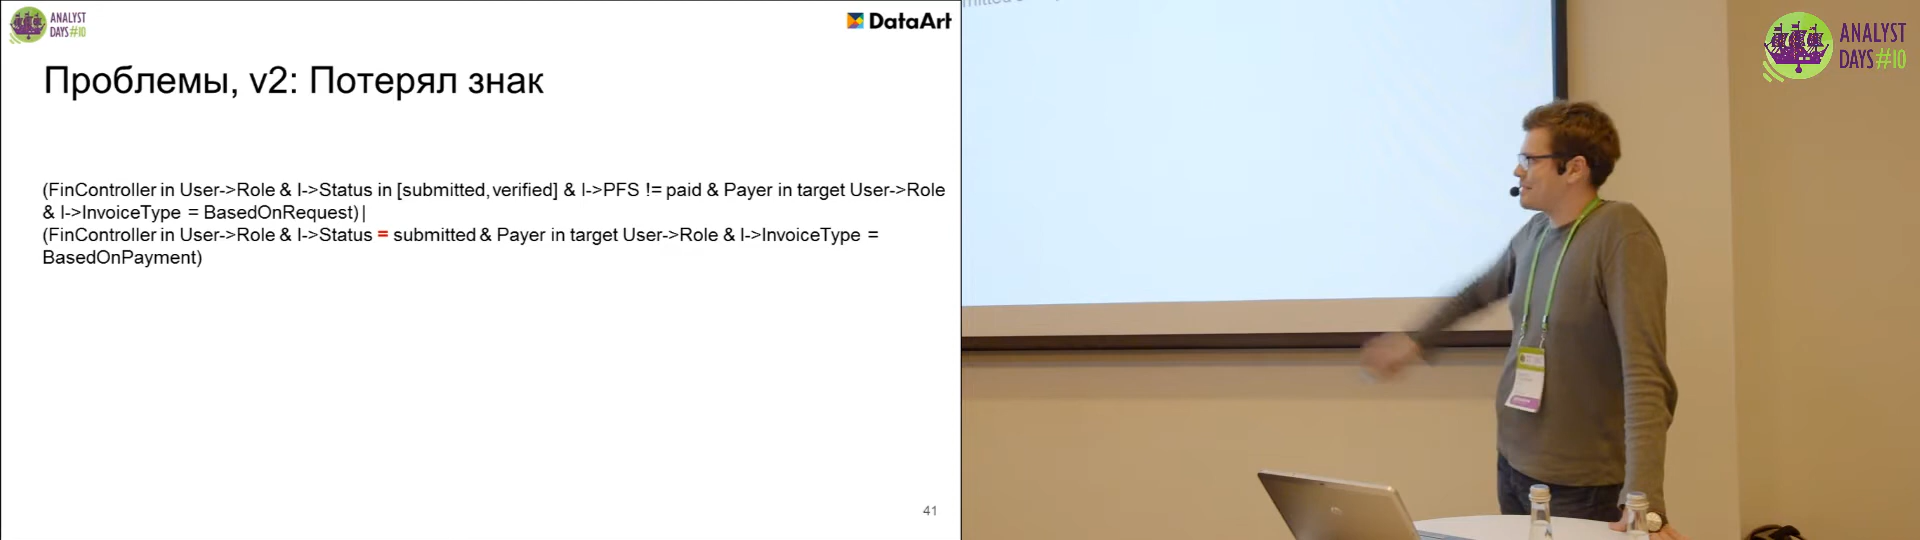 ANALYST
DAYS#10
DataArt
Проблемы, v2: Потерял знак
(FinController in User->Role & I->Status in [submitted,verified] & I->PFS != paid & Payer in target User->Role
& I->InvoiceType = BasedOnRequest) |
(FinController in User->Role & I->Status = submitted & Payer in target User->Role & I->InvoiceType =
BasedOnPayment)
41
ANALYST
DAYS#10